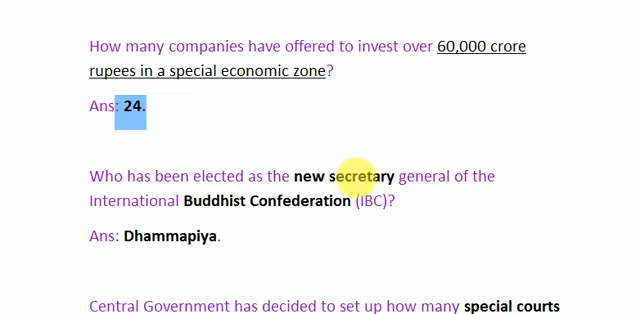 How many companies have offered to invest over 60,000 crore
rupees in a special economic zone?
Ans: 24.
Who has been elected as the new secretary general of the
International Buddhist Confederation (IBC)?
Ans: Dhammapiya.
Central Government has decided to set up how many special courts